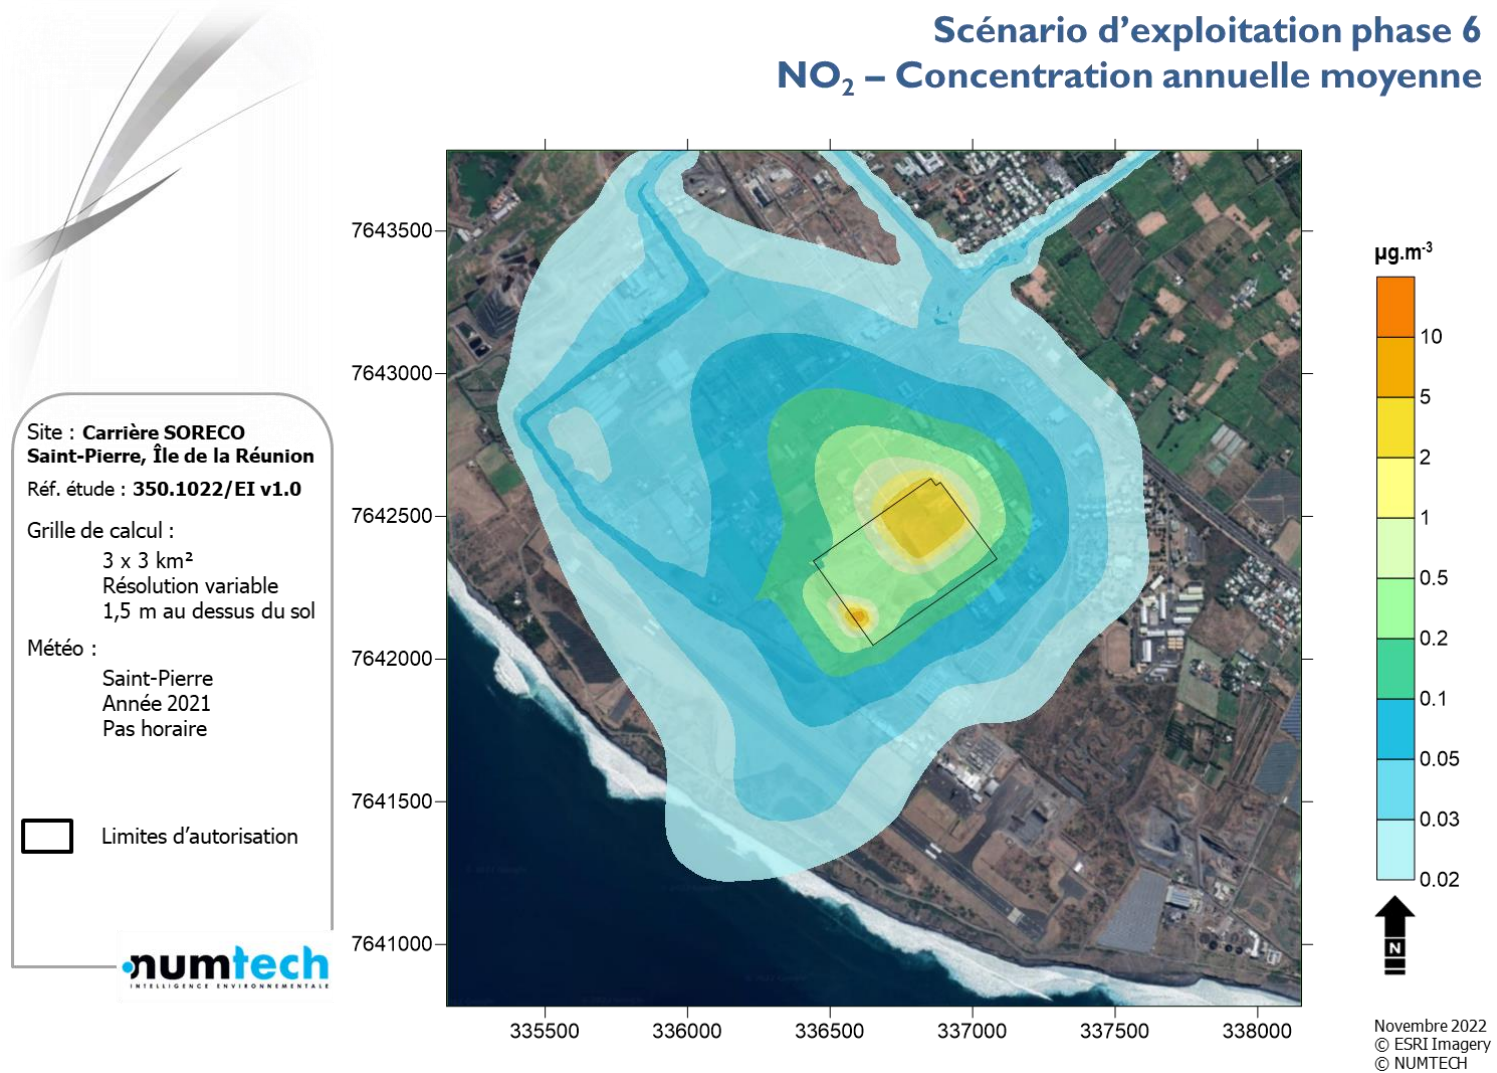 Scénario d'exploitation phase 6
NO₂ – Concentration annuelle moyenne
Site : Carrière SORECO
Saint-Pierre, Île de la Réunion
Réf. étude : 350.1022/EI v1.0
Grille de calcul :
3 x 3 km²
Résolution variable
1,5 m au dessus du sol
Météo :
Saint-Pierre
Année 2021
Pas horaire
Limites d'autorisation
numtech
INTELLIGENCE ENVIRONNEMENTALE
7643500
7643000
7642500
7642000
7641500
7641000
335500 336000 336500 337000 337500 338000
µg.m-3
10
5
2
1
0.5
0.2
0.1
0.05
0.03
0.02
N
Novembre 2022
© ESRI Imagery
© NUMTECH